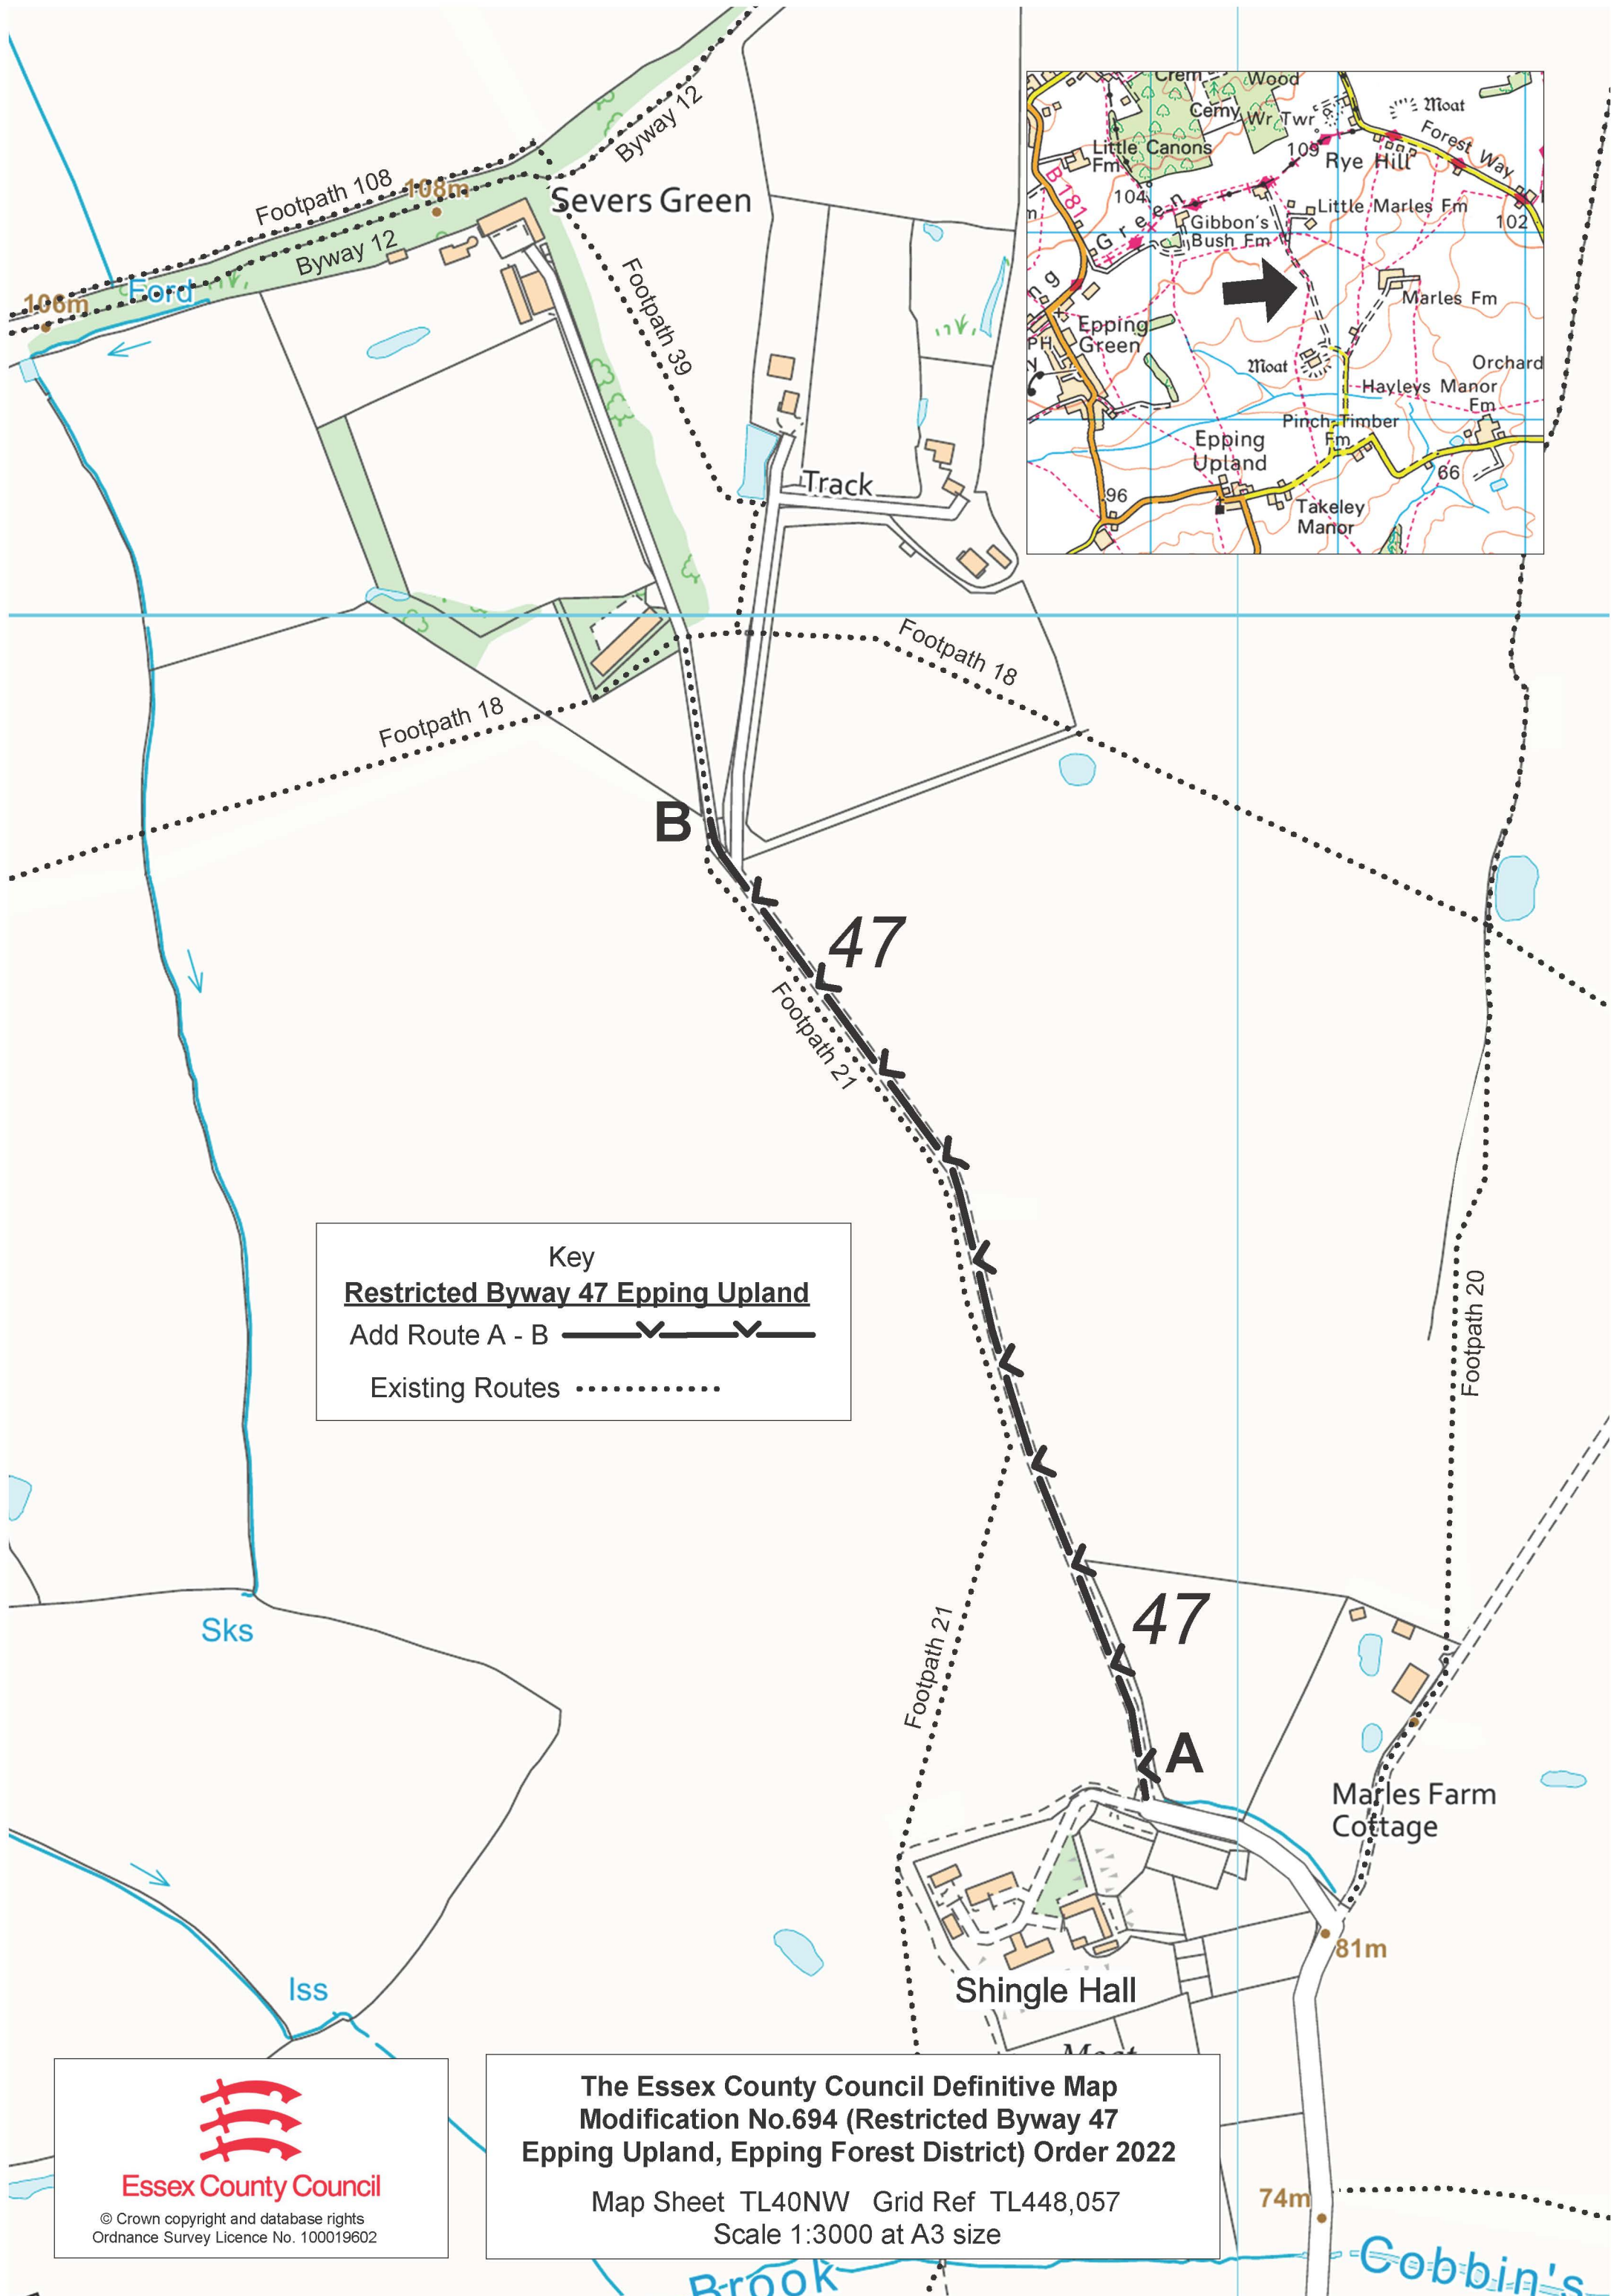 Byway 12
Footpath 108
108m
Severs Green
Byway 12
106m
Ford
Footpath 39
Track
Footpath 18
Footpath 18
B
47
Footpath 21
Key
Restricted Byway 47 Epping Upland
Add Route A - B
Existing Routes
Footpath 20
Sks
47
Footpath 21
A
Marles Farm
Cottage
81m
Shingle Hall
Iss
74m
Cobbin's
Brook
Essex County Council
© Crown copyright and database rights
Ordnance Survey Licence No. 100019602
The Essex County Council Definitive Map
Modification No.694 (Restricted Byway 47
Epping Upland, Epping Forest District) Order 2022
Map Sheet TL40NW Grid Ref TL448,057
Scale 1:3000 at A3 size
Crem
Wood
Cemy
Wr Twr
Moat
Forest Way
Little Canons
Fm
109
Rye Hill
B181
104
Green
Little Marles Fm
102
Gibbon's
Bush Fm
Marles Fm
Epping
Green
PH
Moat
Orchard
Hayleys Manor
Fm
Pinch Timber
Fm
Epping
Upland
66
96
Takeley
Manor